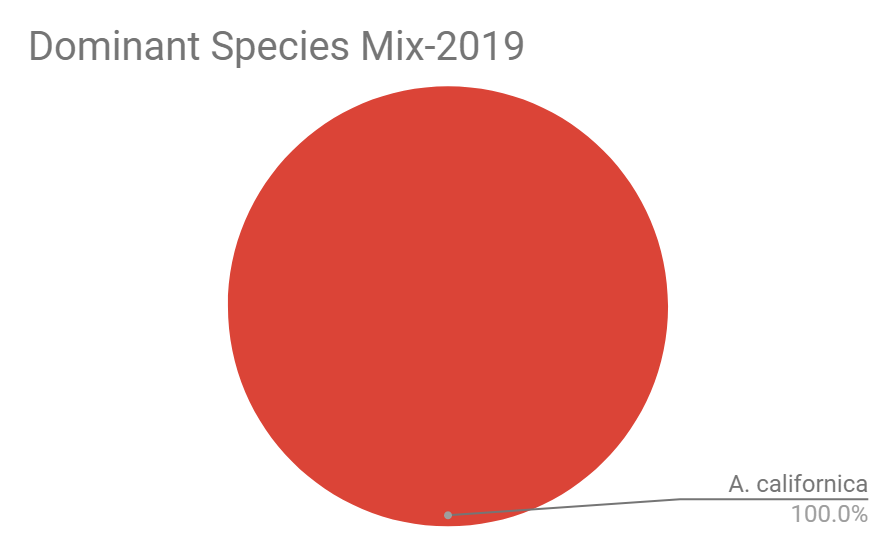 Dominant Species Mix-2019
A. californica
100.0%